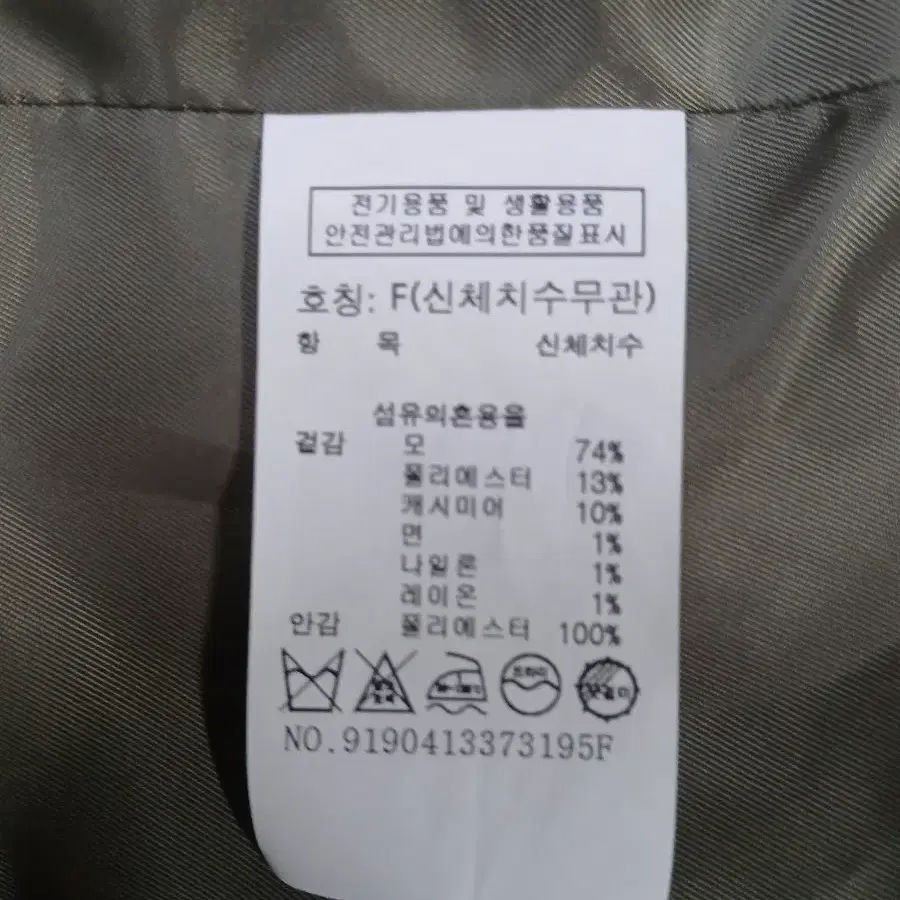 전기용품 및 생활용품
안전관리법에의한품질표시
호칭: F(신체치수무관)
항 목 신체치수
섬유의혼용율
겉감 모 74%
폴리에스터 13%
캐시미어 10%
면 1%
나일론 1%
레이온 1%
안감 폴리에스터 100%
드라이
NO.9190413373195F